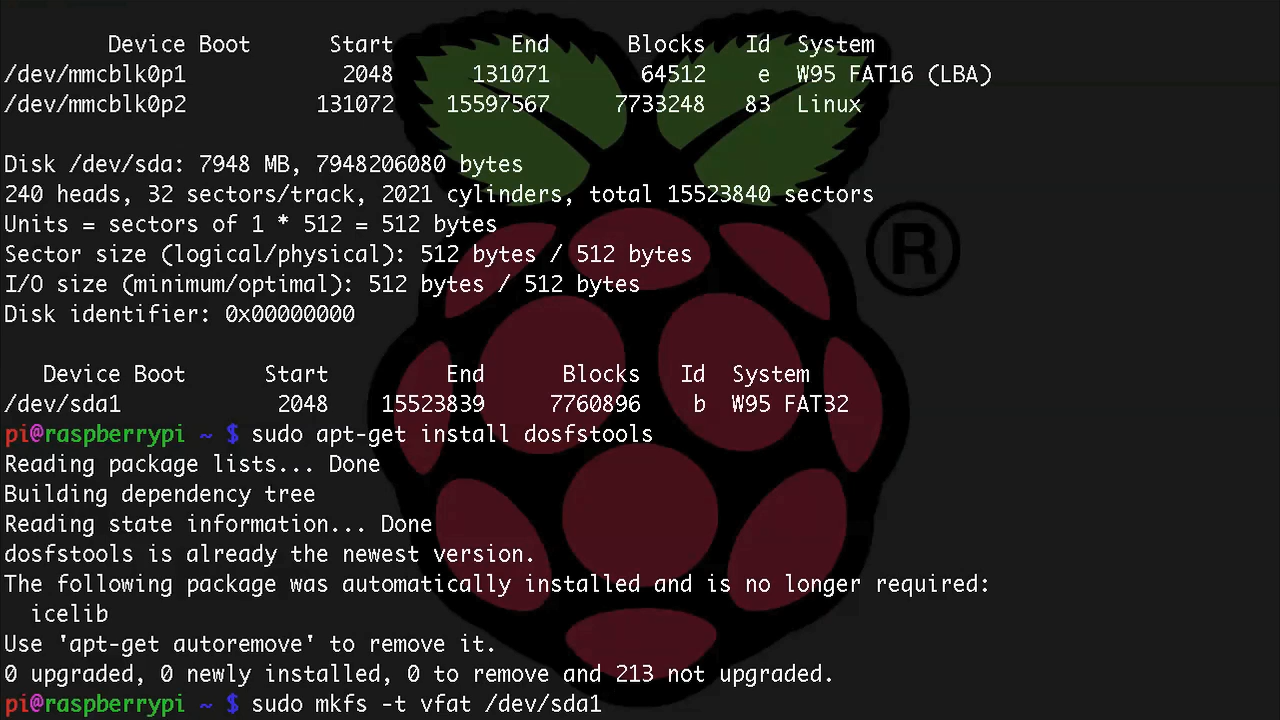 Device Boot Start End Blocks Id System
/dev/mmcblk0p1 2048 131071 64512 e W95 FAT16 (LBA)
/dev/mmcblk0p2 131072 15597567 7733248 83 Linux
Disk /dev/sda: 7948 MB, 7948206080 bytes
240 heads, 32 sectors/track, 2021 cylinders, total 15523840 sectors
Units = sectors of 1 * 512 = 512 bytes
Sector size (logical/physical): 512 bytes / 512 bytes
I/O size (minimum/optimal): 512 bytes / 512 bytes
Disk identifier: 0x00000000
Device Boot Start End Blocks Id System
/dev/sda1 2048 15523839 7760896 b W95 FAT32
pi@raspberrypi ~ $ sudo apt-get install dosfstools
Reading package lists... Done
Building dependency tree
Reading state information... Done
dosfstools is already the newest version.
The following package was automatically installed and is no longer required:
icelib
Use 'apt-get autoremove' to remove it.
0 upgraded, 0 newly installed, 0 to remove and 213 not upgraded.
pi@raspberrypi ~ $ sudo mkfs -t vfat /dev/sda1
®